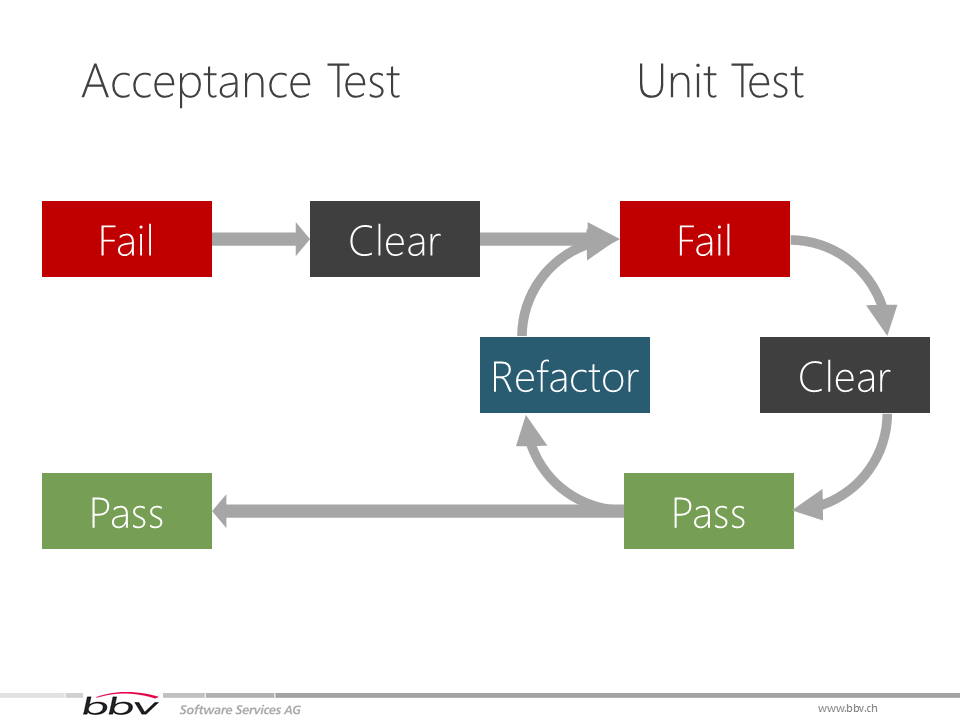 Acceptance Test
Unit Test
Fail
Clear
Fail
Refactor
Clear
Pass
Pass
bbv
Software Services AG
www.bbv.ch